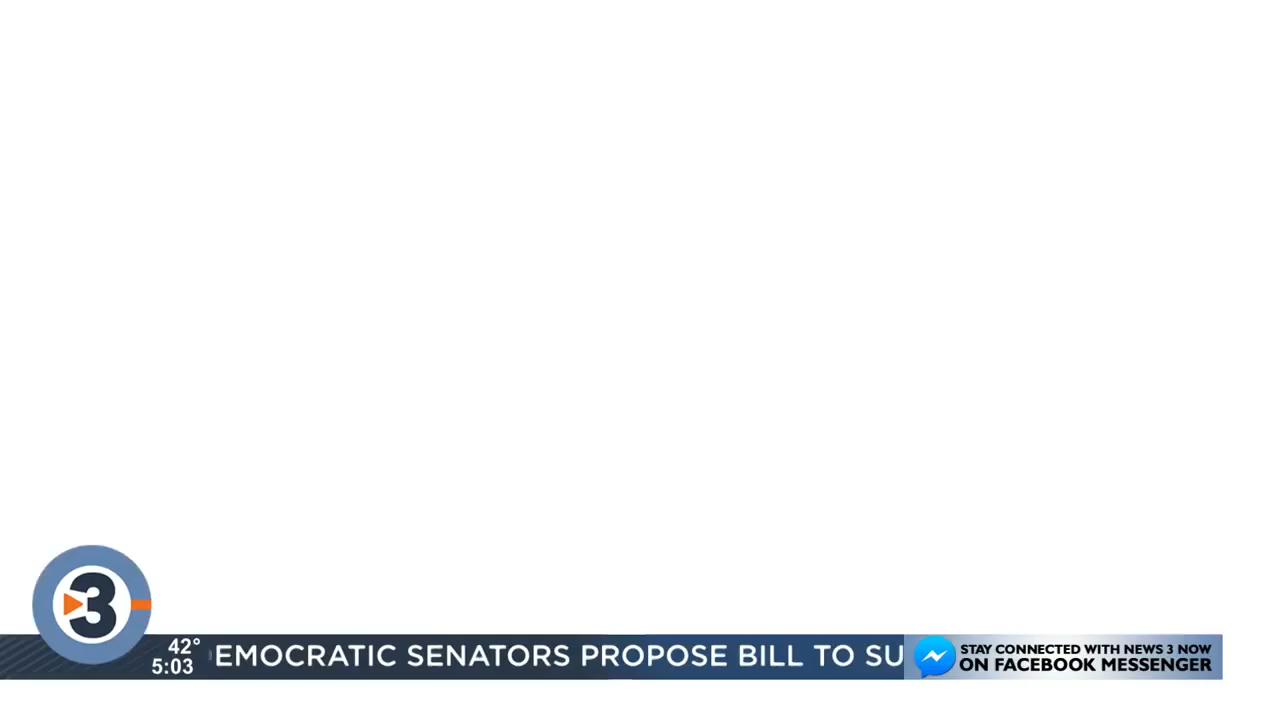 3
42°
5:03
EMOCRATIC SENATORS PROPOSE BILL TO SU
STAY CONNECTED WITH NEWS 3 NOW
ON FACEBOOK MESSENGER